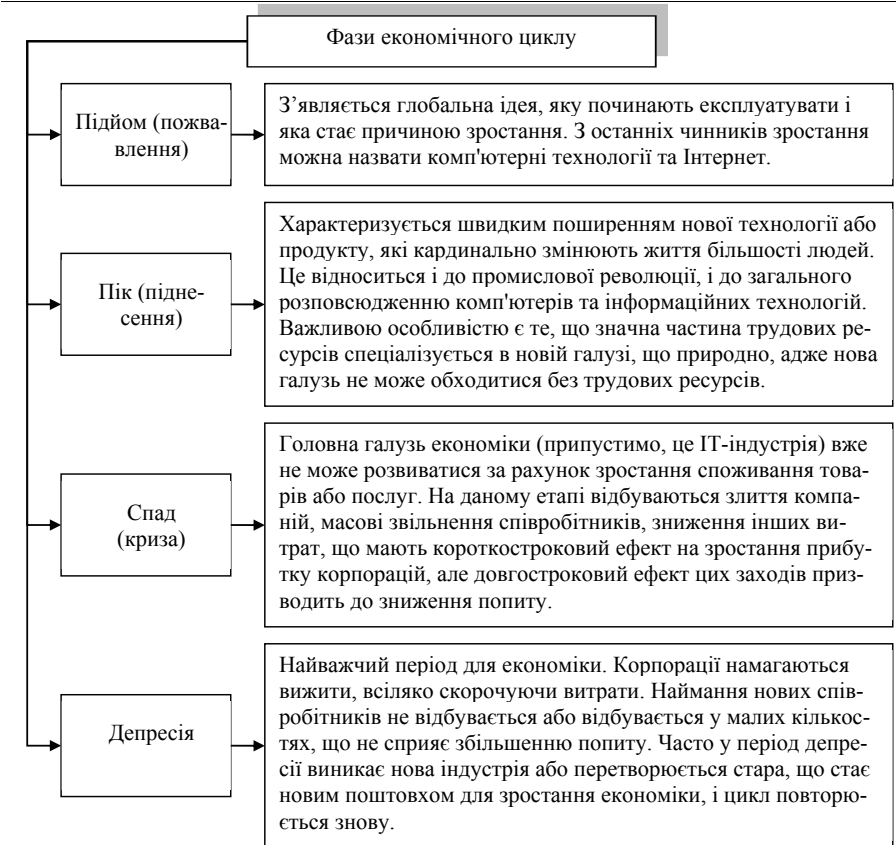 Фази економічного циклу
Підйом (пожва-
влення)
З’являється глобальна ідея, яку починають експлуатувати і
яка стає причиною зростання. З останніх чинників зростання
можна назвати комп'ютерні технології та Інтернет.
Пік (підне-
сення)
Характеризується швидким поширенням нової технології або
продукту, які кардинально змінюють життя більшості людей.
Це відноситься і до промислової революції, і до загального
розповсюдженню комп'ютерів та інформаційних технологій.
Важливою особливістю є те, що значна частина трудових ре-
сурсів спеціалізується в новій галузі, що природно, адже нова
галузь не може обходитися без трудових ресурсів.
Спад
(криза)
Головна галузь економіки (припустимо, це ІТ-індустрія) вже
не може розвиватися за рахунок зростання споживання това-
рів або послуг. На даному етапі відбуваються злиття компа-
ній, масові звільнення співробітників, зниження інших ви-
трат, що мають короткостроковий ефект на зростання прибу-
тку корпорацій, але довгостроковий ефект цих заходів приз-
водить до зниження попиту.
Депресія
Найважчий період для економіки. Корпорації намагаються
вижити, всіляко скорочуючи витрати. Наймання нових спів-
робітників не відбувається або відбувається у малих кількос-
тях, що не сприяє збільшенню попиту. Часто у період депре-
сії виникає нова індустрія або перетворюється стара, що стає
новим поштовхом для зростання економіки, і цикл повторю-
ється знову.